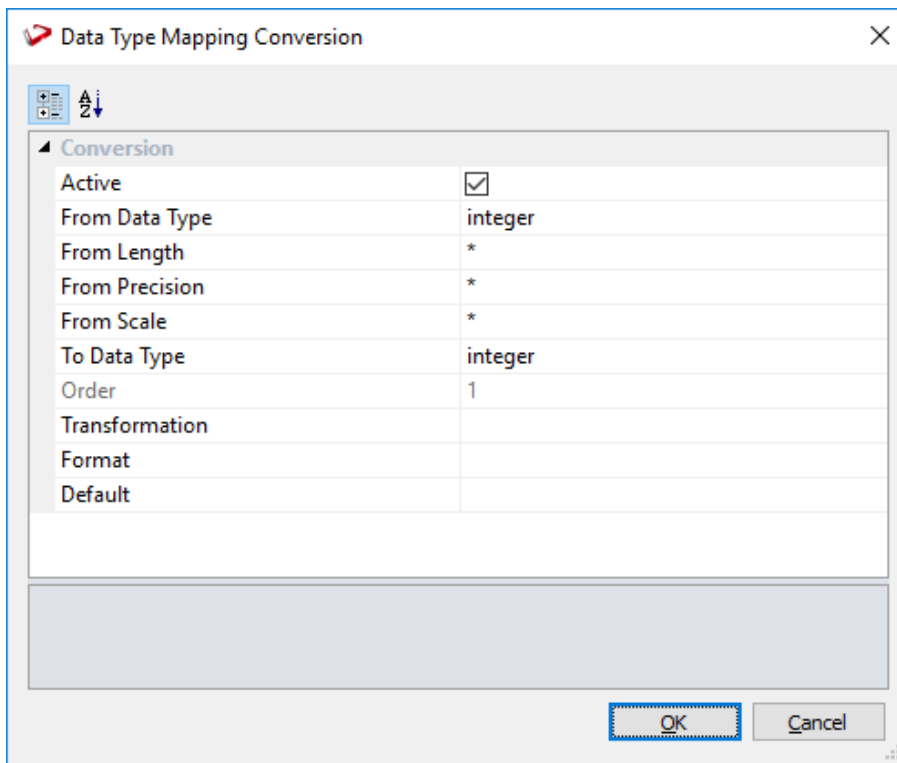 Data Type Mapping Conversion
A
Z
Conversion
Active
From Data Type integer
From Length *
From Precision *
From Scale *
To Data Type integer
Order 1
Transformation
Format
Default
OK Cancel